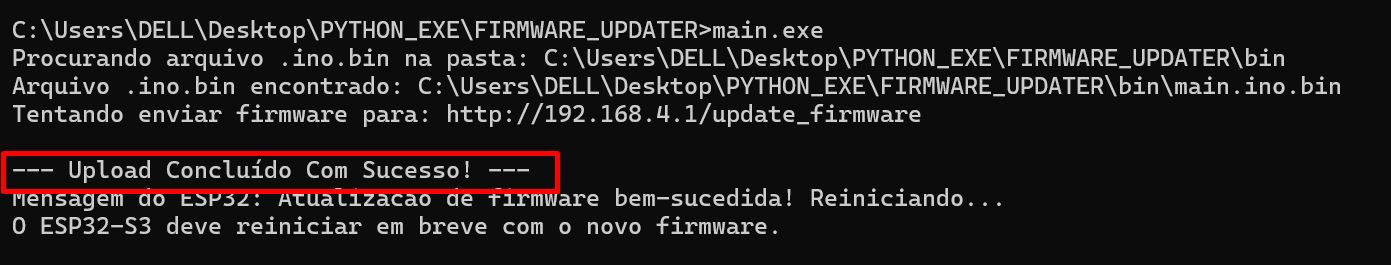 C:\Users\DELL\Desktop\PYTHON_EXE\FIRMWARE_UPDATER>main.exe
Procurando arquivo .ino.bin na pasta: C:\Users\DELL\Desktop\PYTHON_EXE\FIRMWARE_UPDATER\bin
Arquivo .ino.bin encontrado: C:\Users\DELL\Desktop\PYTHON_EXE\FIRMWARE_UPDATER\bin\main.ino.bin
Tentando enviar firmware para: http://192.168.4.1/update_firmware
--- Upload Concluído Com Sucesso! ---
Mensagem do ESP32: Atualizacao de firmware bem-sucedida! Reiniciando...
O ESP32-S3 deve reiniciar em breve com o novo firmware.